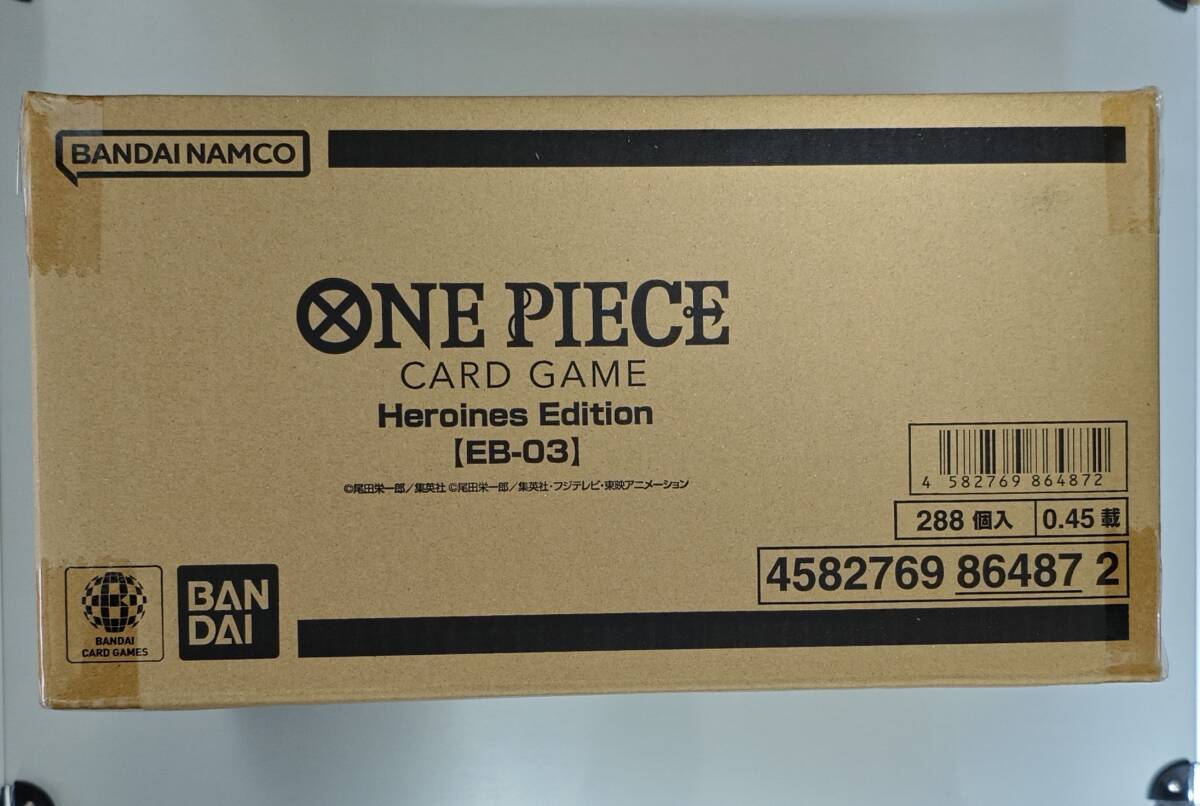 BANDAI NAMCO
ONE PIECE
CARD GAME
Heroines Edition
【EB-03】
©尾田栄一郎/集英社 ©尾田栄一郎/集英社・フジテレビ・東映アニメーション
4 582769 864872
288 個入 0.45 載
4582769 86487 2
BANDAI
CARD GAMES
BAN
DAI